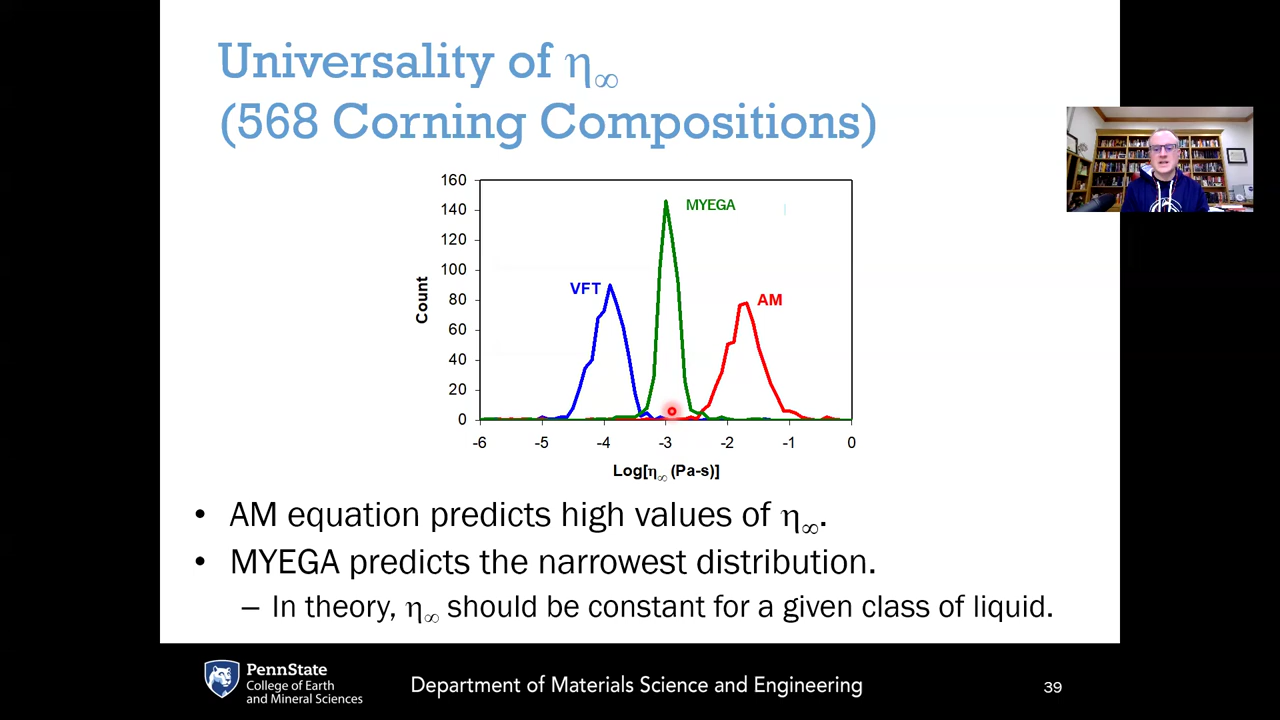 Universality of η∞
(568 Corning Compositions)
160
140
120
100
80
60
40
20
0
Count
MYEGA
VFT
AM
-6 -5 -4 -3 -2 -1 0
Log[η∞ (Pa-s)]
• AM equation predicts high values of η∞.
• MYEGA predicts the narrowest distribution.
– In theory, η∞ should be constant for a given class of liquid.
PennState
College of Earth
and Mineral Sciences
Department of Materials Science and Engineering
39